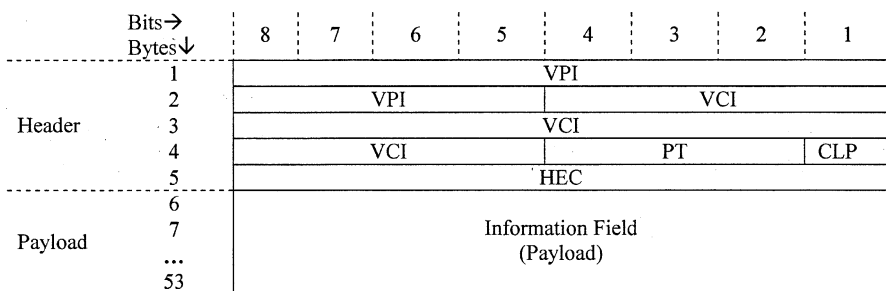 Bits→
Bytes↓ 8 7 6 5 4 3 2 1
1 VPI
2 VPI VCI
Header 3 VCI
4 VCI PT CLP
5 HEC
6
7 Information Field
Payload (Payload)
...
53